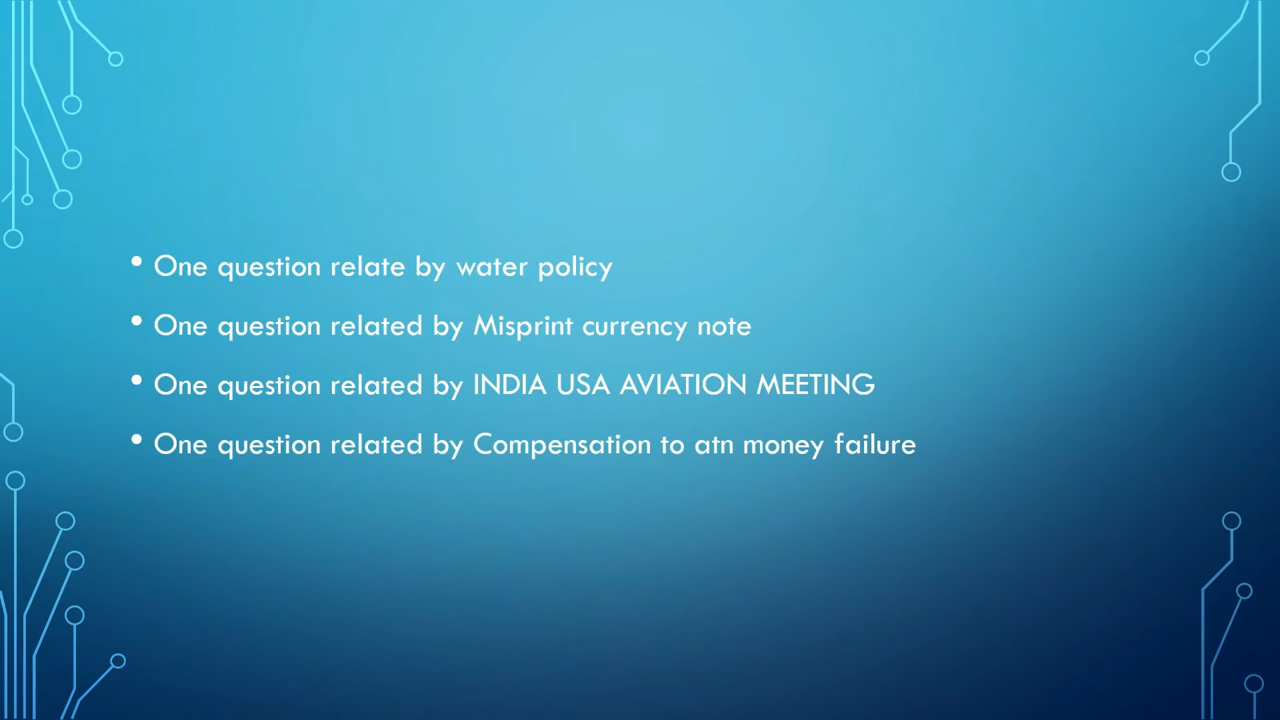 • One question relate by water policy
• One question related by Misprint currency note
• One question related by INDIA USA AVIATION MEETING
• One question related by Compensation to atn money failure